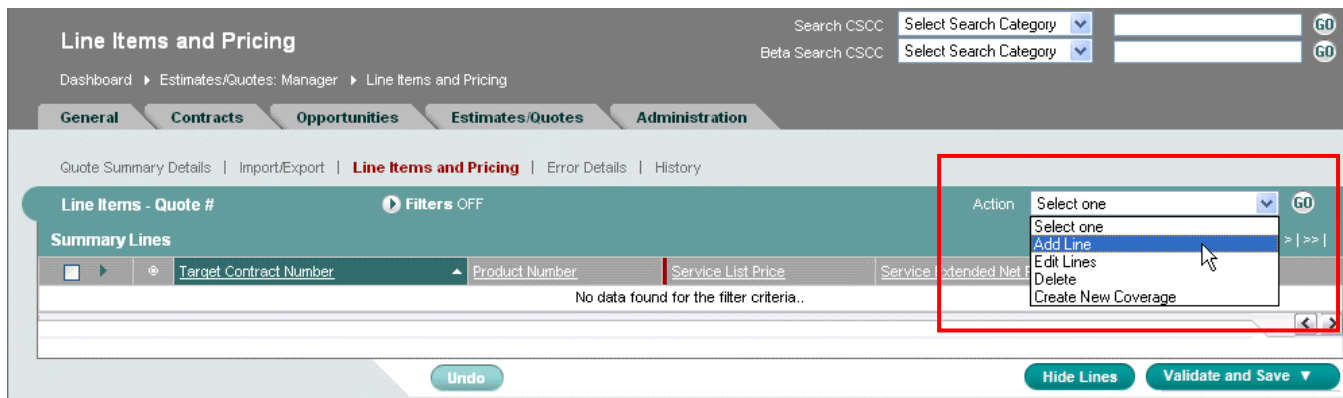 Line Items and Pricing
Search CSCC Select Search Category GO
Beta Search CSCC Select Search Category GO
Dashboard Estimates/Quotes: Manager Line Items and Pricing
General Contracts Opportunities Estimates/Quotes Administration
Quote Summary Details | Import/Export | Line Items and Pricing | Error Details | History
Line Items - Quote # Filters OFF Action Select one GO
Select one
Summary Lines Add Line > | >> |
Edit Lines
Target Contract Number Product Number Service List Price Service Extended Net Delete
Create New Coverage
No data found for the filter criteria..
Undo Hide Lines Validate and Save